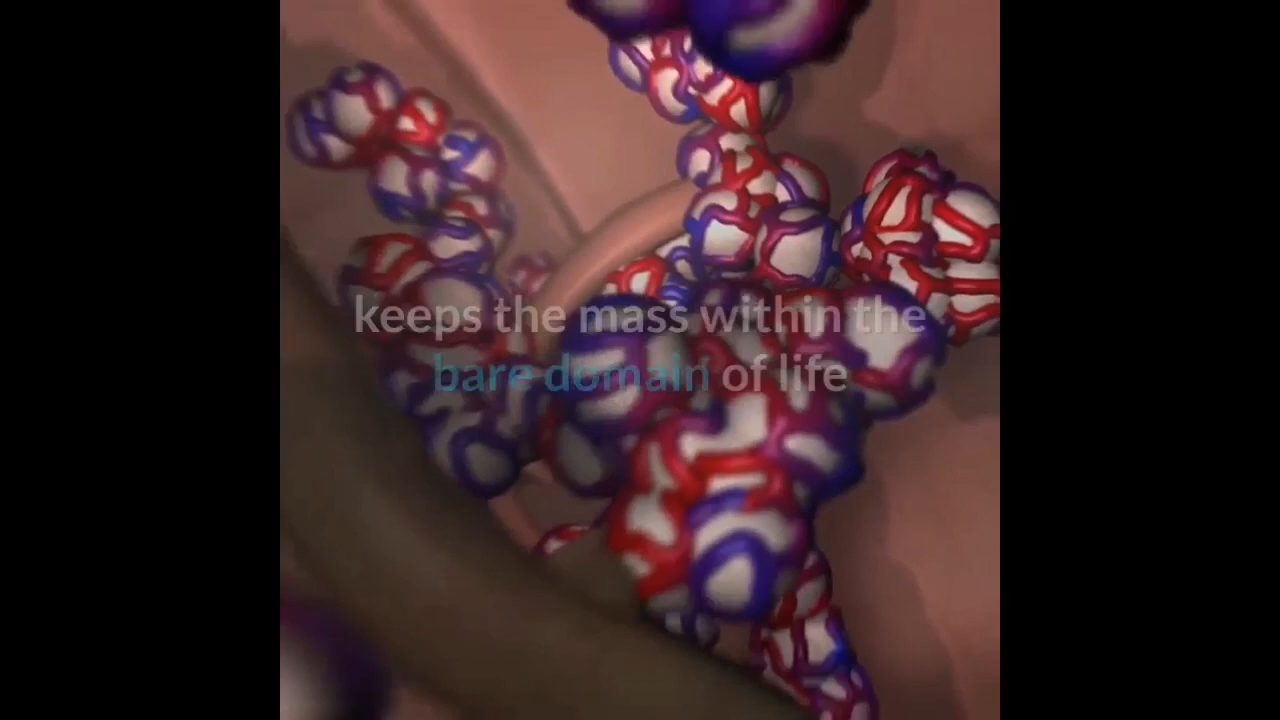 keeps the mass within the
bare domain of life